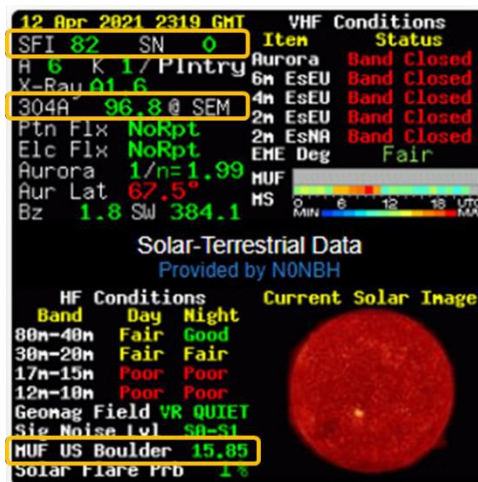 12 Apr 2021 2319 GMT
SFI 82 SN 0
A 6 K 1/Plntry
X-Ray A1.6
304A 96.8 @ SEM
Ptn Flx NoRpt
Elc Flx NoRpt
Aurora 1/n=1.99
Aur Lat 67.5°
Bz 1.8 SW 384.1
VHF Conditions
Item Status
Aurora Band Closed
6m EsEU Band Closed
4m EsEU Band Closed
2m EsEU Band Closed
2m EsNA Band Closed
EME Deg Fair
MUF
MS
0 6 12 18 UTC
MIN MA
Solar-Terrestrial Data
Provided by N0NBH
HF Conditions
Band Day Night
80m-40m Fair Good
30m-20m Fair Fair
17m-15m Poor Poor
12m-10m Poor Poor
Geomag Field VR QUIET
Sig Noise Lvl S0-S1
MUF US Boulder 15.85
Solar Flare Prb 1%
Current Solar Image